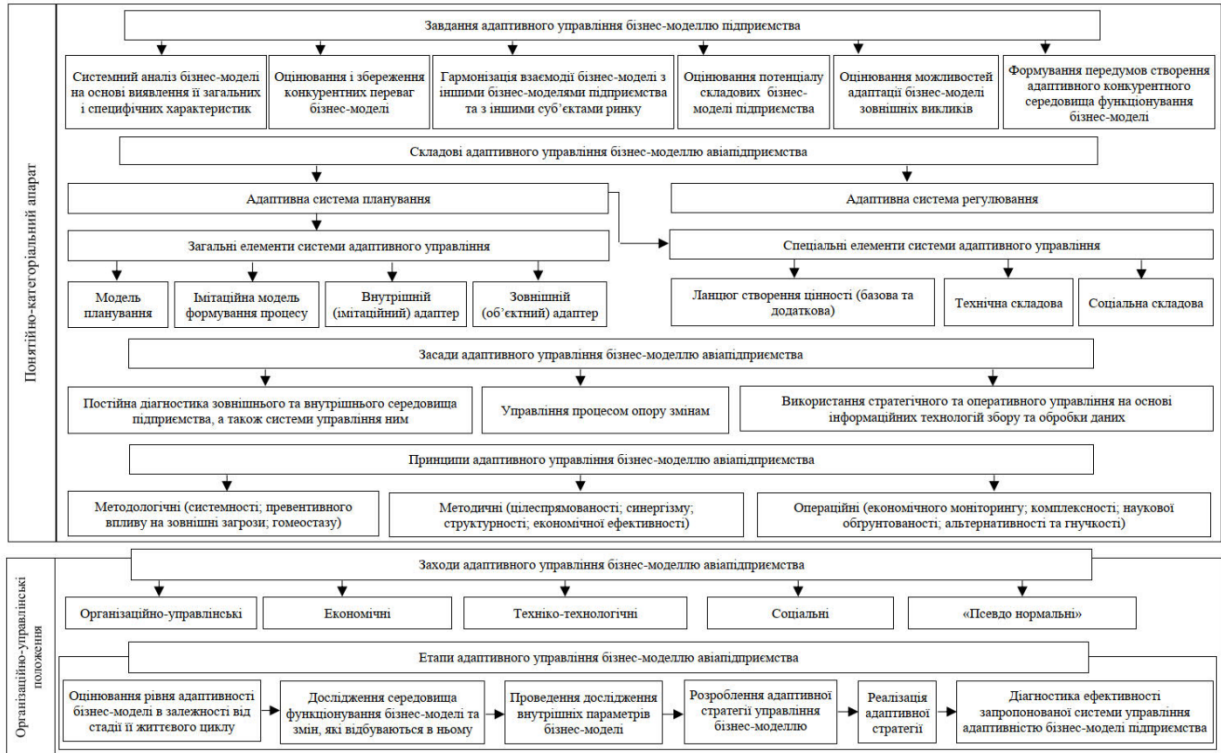 Понятійно-категоріальний апарат
Завдання адаптивного управління бізнес-моделлю підприємства
Системний аналіз бізнес-моделі
на основі виявлення її загальних
і специфічних характеристик
Оцінювання і збереження
конкурентних переваг
бізнес-моделі
Гармонізація взаємодії бізнес-моделі з
іншими бізнес-моделями підприємства
та з іншими суб’єктами ринку
Оцінювання потенціалу
складових бізнес-
моделі підприємства
Оцінювання можливостей
адаптації бізнес-моделі
зовнішніх викликів
Формування передумов створення
адаптивного конкурентного
середовища функціонування
бізнес-моделі
Складові адаптивного управління бізнес-моделлю авіапідприємства
Адаптивна система планування
Адаптивна система регулювання
Загальні елементи системи адаптивного управління
Спеціальні елементи системи адаптивного управління
Модель
планування
Імітаційна модель
формування процесу
Внутрішній
(імітаційний) адаптер
Зовнішній
(об’єктний) адаптер
Ланцюг створення цінності (базова та
додаткова)
Технічна складова
Соціальна складова
Засади адаптивного управління бізнес-моделлю авіапідприємства
Постійна діагностика зовнішнього та внутрішнього середовища
підприємства, а також системи управління ним
Управління процесом опору змінам
Використання стратегічного та оперативного управління на основі
інформаційних технологій збору та обробки даних
Принципи адаптивного управління бізнес-моделлю авіапідприємства
Методологічні (системності; превентивного
впливу на зовнішні загрози; гомеостазу)
Методичні (цілеспрямованості; синергізму;
структурності; економічної ефективності)
Операційні (економічного моніторингу; комплексності; наукової
обґрунтованості; альтернативності та гнучкості)
Організаційно-управлінські
положення
Заходи адаптивного управління бізнес-моделлю авіапідприємства
Організаційно-управлінські
Економічні
Техніко-технологічні
Соціальні
«Псевдо нормальні»
Етапи адаптивного управління бізнес-моделлю авіапідприємства
Оцінювання рівня адаптивності
бізнес-моделі в залежності від
стадії її життєвого циклу
Дослідження середовища
функціонування бізнес-моделі та
змін, які відбуваються в ньому
Проведення дослідження
внутрішніх параметрів
бізнес-моделі
Розроблення адаптивної
стратегії управління
бізнес-моделлю
Реалізація
адаптивної
стратегії
Діагностика ефективності
запропонованої системи управління
адаптивністю бізнес-моделі підприємства